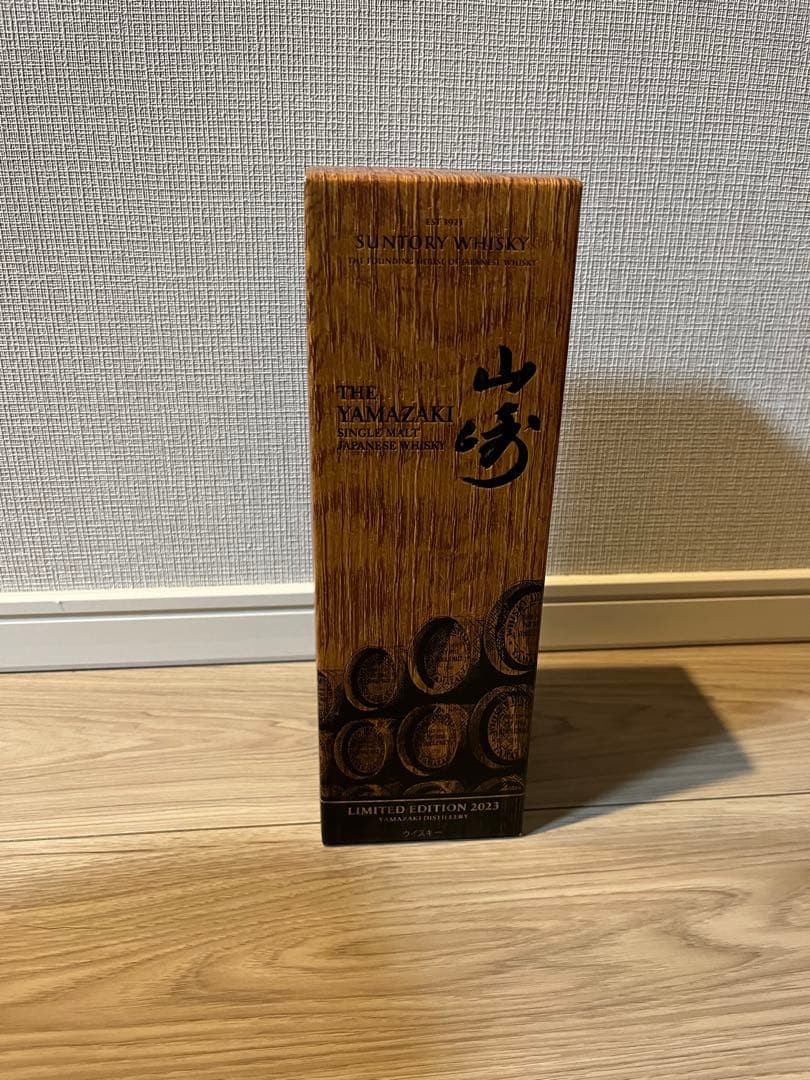 EST 1923
SUNTORY WHISKY
THE FOUNDING HOUSE OF JAPANESE WHISKY
山崎
THE
YAMAZAKI
SINGLE MALT
JAPANESE WHISKY
LIMITED EDITION 2023
YAMAZAKI DISTILLERY
ウイスキー